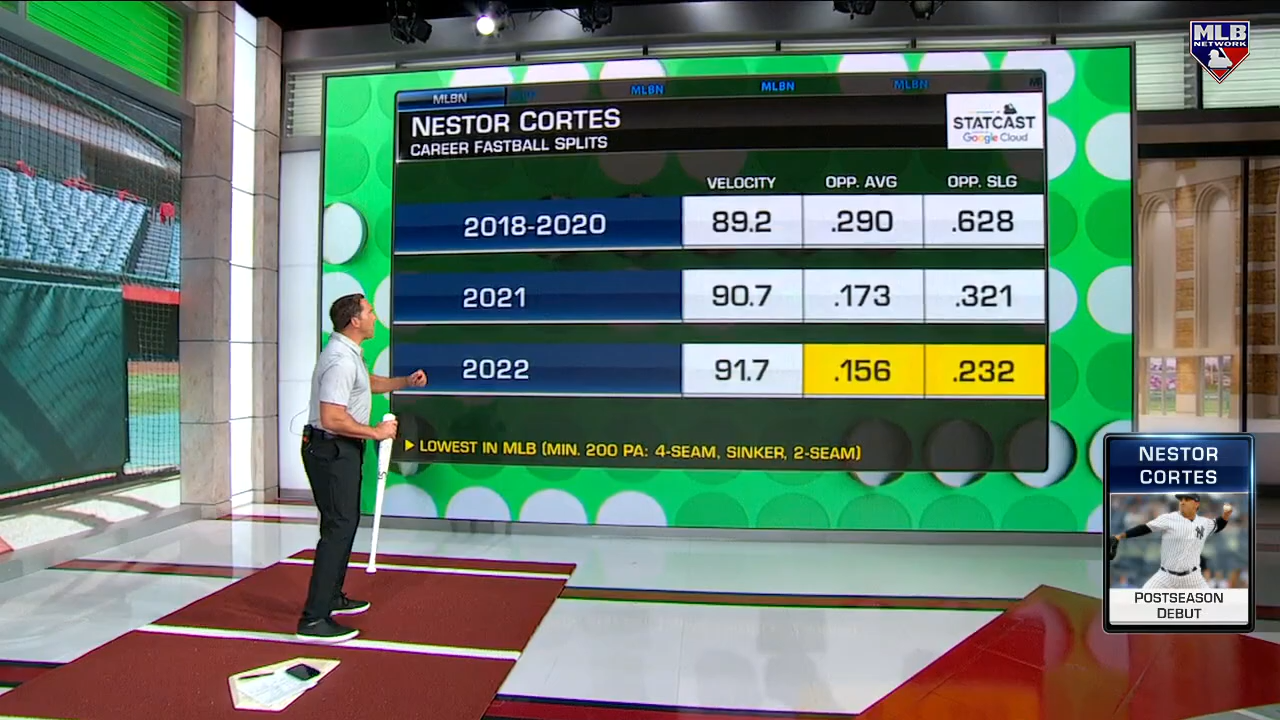 MLB
NETWORK
MLBN
MLBN
MLBN
MLBN
NESTOR CORTES
CAREER FASTBALL SPLITS
STATCAST
Google Cloud
VELOCITY OPP. AVG OPP. SLG
2018-2020 89.2 .290 .628
2021 90.7 .173 .321
2022 91.7 .156 .232
LOWEST IN MLB (MIN. 200 PA: 4-SEAM, SINKER, 2-SEAM)
NESTOR
CORTES
POSTSEASON
DEBUT